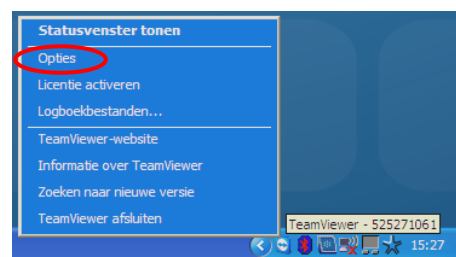 Statusvenster tonen
Opties
Licentie activeren
Logboekbestanden...
TeamViewer-website
Informatie over TeamViewer
Zoeken naar nieuwe versie
TeamViewer afsluiten
TeamViewer - 525271061
15:27